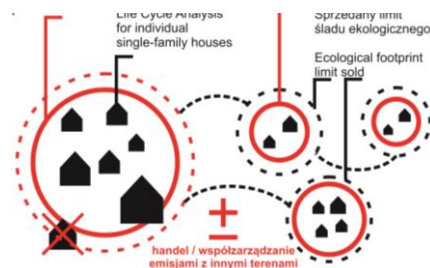 Life Cycle Analysis
for individual
single-family houses
Sprzedany limit
śladu ekologicznego
Ecological footprint
limit sold
±
handel / współzarządzanie
emisjami z innymi terenami